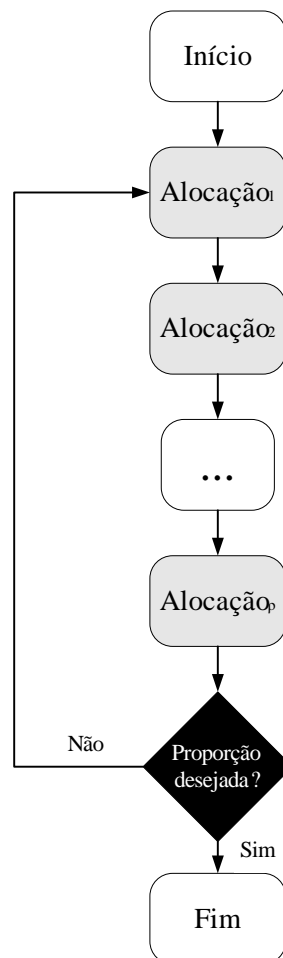 Início
Alocação1
Alocação2
...
Alocaçãop
Não
Proporção
desejada?
Sim
Fim